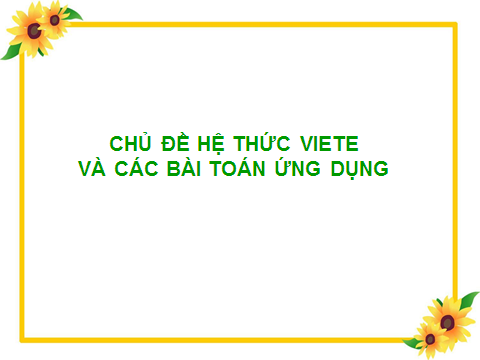 CHỦ ĐỀ HỆ THỨC VIETE
VÀ CÁC BÀI TOÁN ỨNG DỤNG